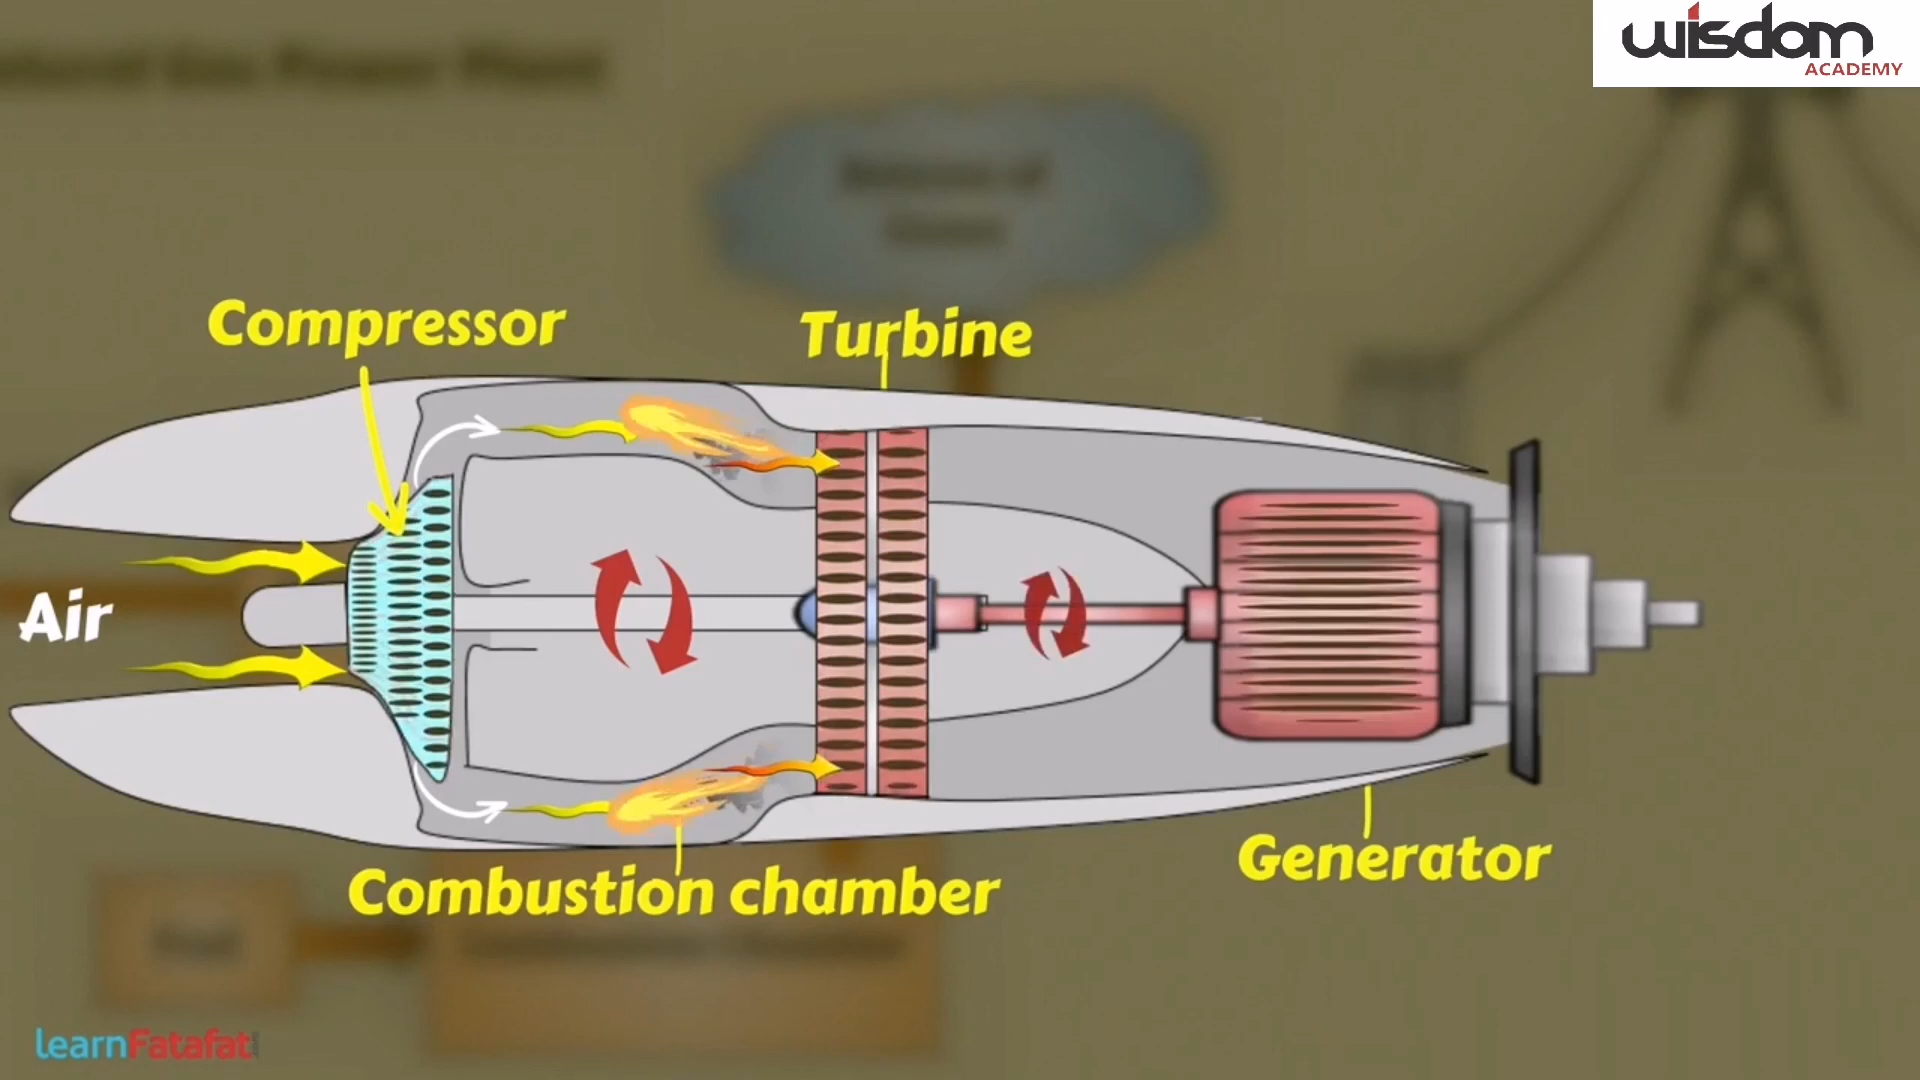 wisdom
ACADEMY
Compressor
Turbine
Air
Combustion chamber
Generator
learnFatafat